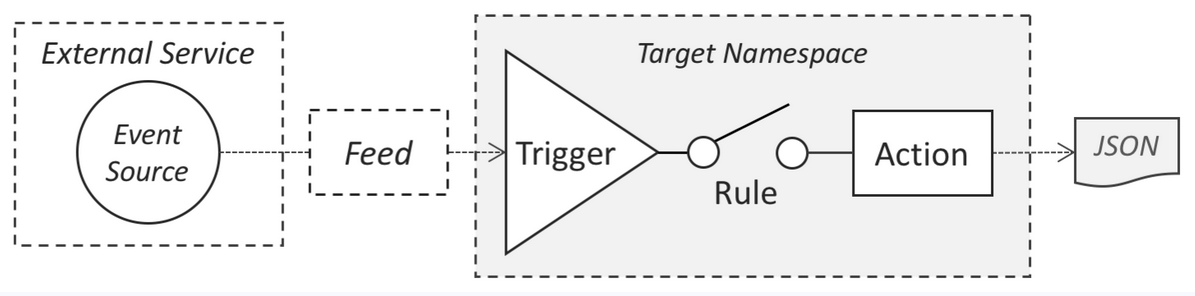 External Service
Event
Source
Feed
Target Namespace
Trigger
Rule
Action
JSON